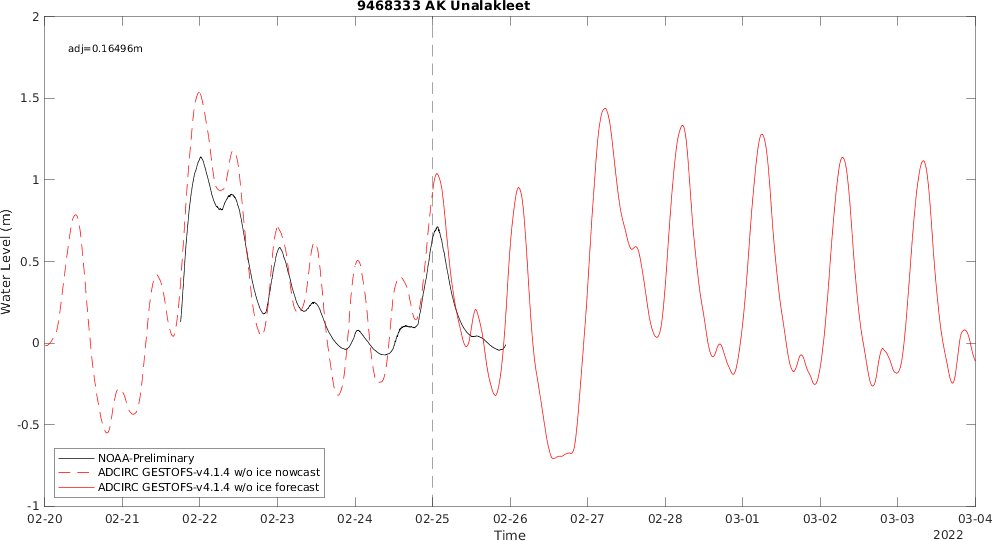 9468333 AK Unalakleet
2
adj=0.16496m
1.5
1
0.5
0
-0.5
-1
Water Level (m)
NOAA-Preliminary
ADCIRC GESTOFS-v4.1.4 w/o ice nowcast
ADCIRC GESTOFS-v4.1.4 w/o ice forecast
02-20 02-21 02-22 02-23 02-24 02-25 02-26 02-27 02-28 03-01 03-02 03-03 03-04
Time
2022